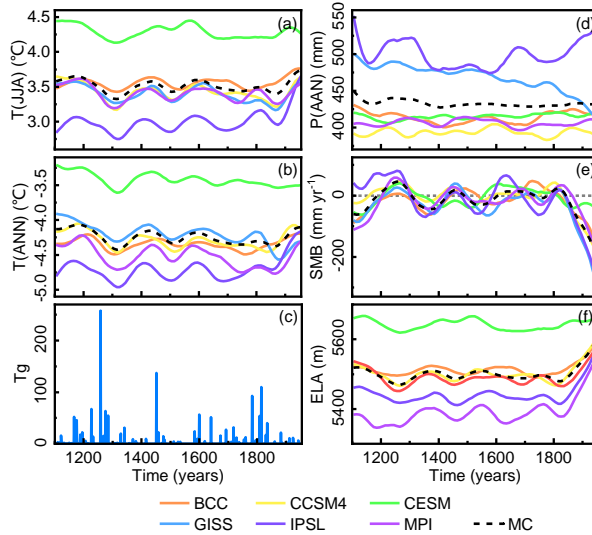 (a)
T(JJA) (°C)
4.5
4.0
3.5
3.0
(b)
T(ANN) (°C)
-3.5
-4.0
-4.5
-5.0
(c)
Tg
200
100
0
1200 1400 1600 1800
Time (years)
(d)
P(AAN) (mm)
550
500
450
400
(e)
SMB (mm yr⁻¹)
0
-200
(f)
ELA (m)
5600
5400
1200 1400 1600 1800
Time (years)
BCC CCSM4 CESM
GISS IPSL MPI MC